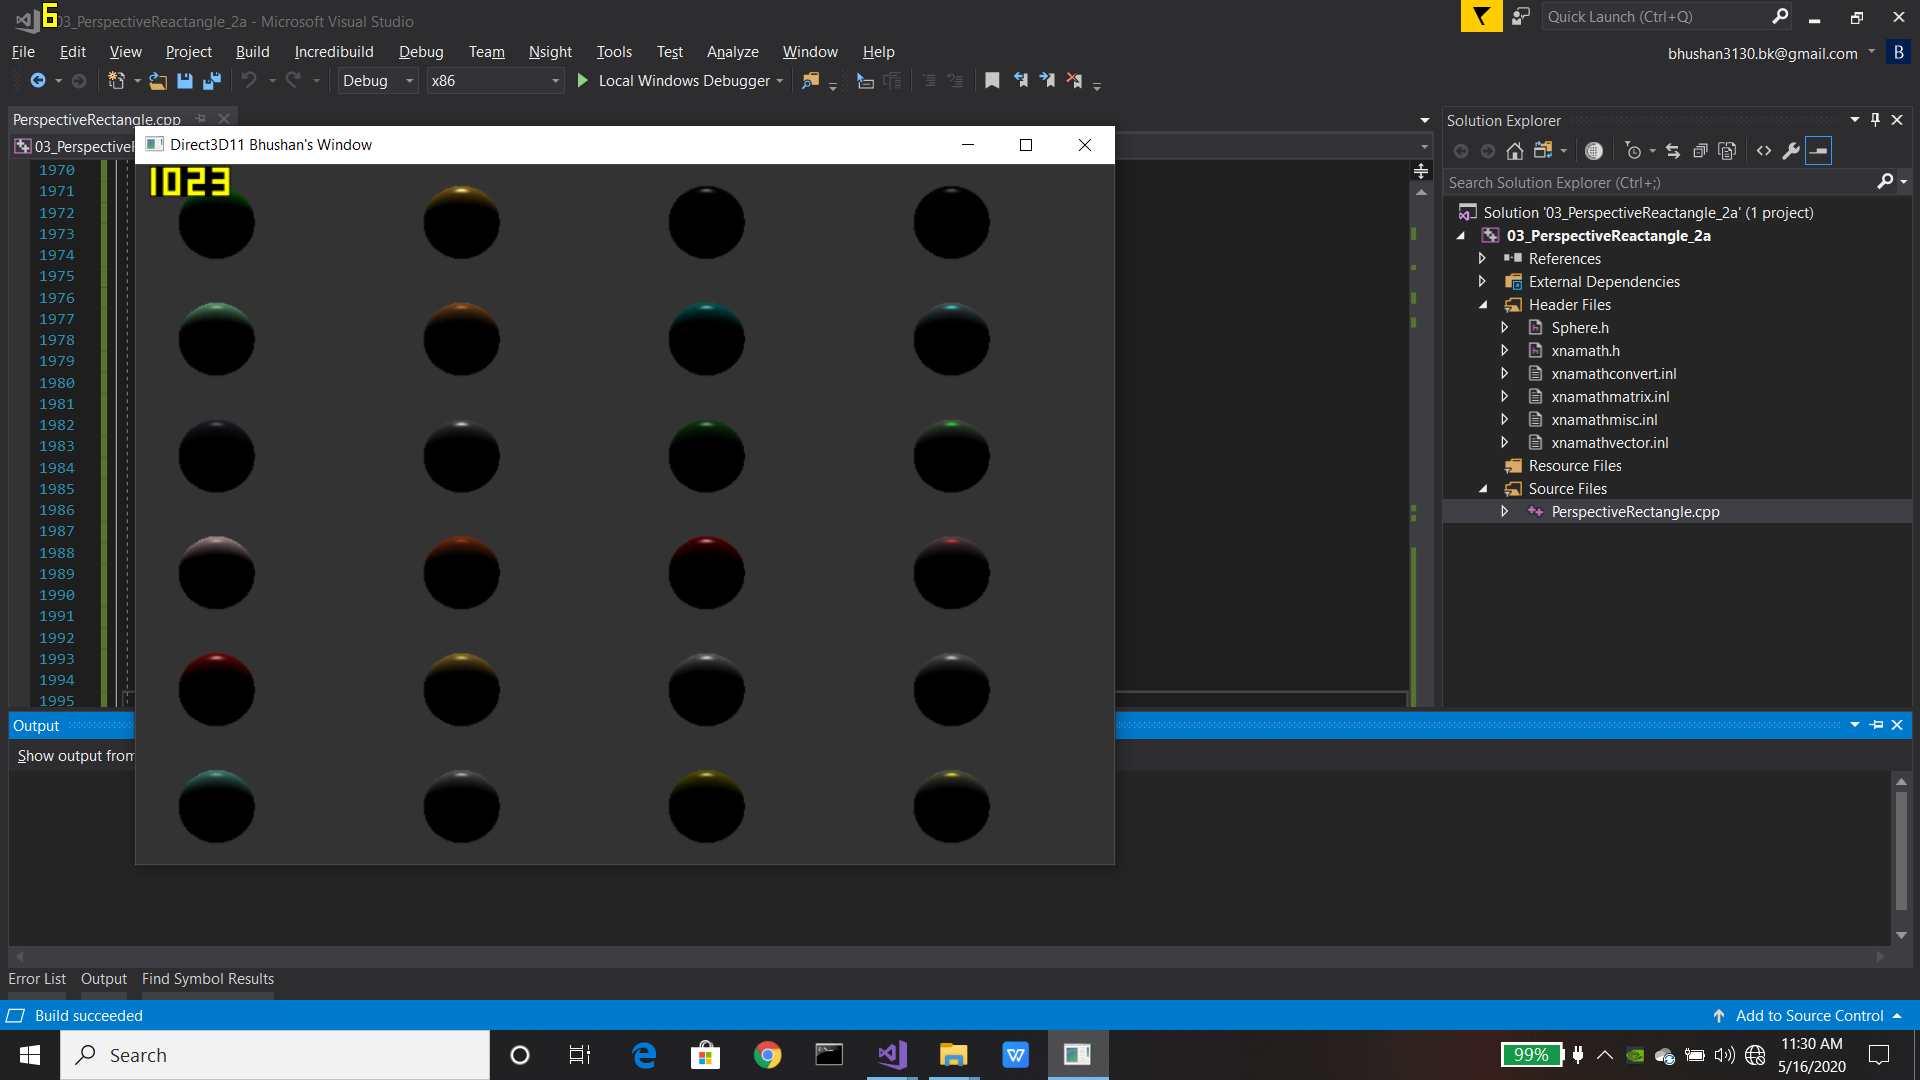 6
03_PerspectiveReactangle_2a - Microsoft Visual Studio
Quick Launch (Ctrl+Q)
File Edit View Project Build Incredibuild Debug Team Nsight Tools Test Analyze Window Help
bhushan3130.bk@gmail.com B
Debug x86 Local Windows Debugger
PerspectiveRectangle.cpp
03_Perspective
Direct3D11 Bhushan's Window
1023
1970
1971
1972
1973
1974
1975
1976
1977
1978
1979
1980
1981
1982
1983
1984
1985
1986
1987
1988
1989
1990
1991
1992
1993
1994
1995
Solution Explorer
Search Solution Explorer (Ctrl+;)
Solution '03_PerspectiveReactangle_2a' (1 project)
03_PerspectiveReactangle_2a
References
External Dependencies
Header Files
Sphere.h
xnamath.h
xnamathconvert.inl
xnamathmatrix.inl
xnamathmisc.inl
xnamathvector.inl
Resource Files
Source Files
PerspectiveRectangle.cpp
Output
Show output from
Error List Output Find Symbol Results
Build succeeded
Add to Source Control
Search
99%
11:30 AM
5/16/2020